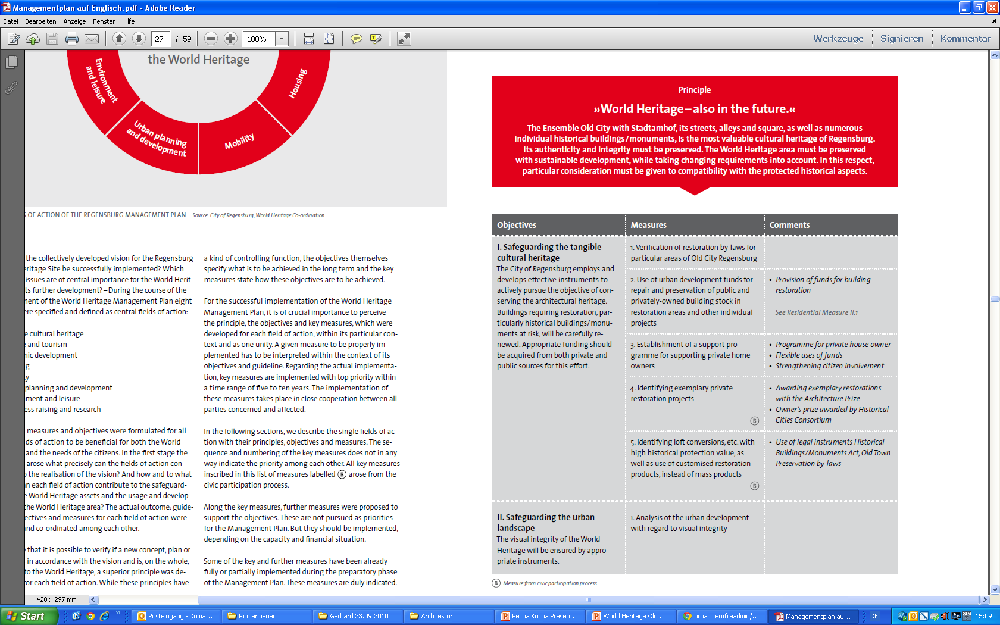 Managementplan auf Englisch.pdf - Adobe Reader
Datei Bearbeiten Anzeige Fenster Hilfe
27 / 59 100% Werkzeuge Signieren Kommentar
the World Heritage
Environment
and leisure
Urban planning
and development
Mobility
Housing
OF ACTION OF THE REGENSBURG MANAGEMENT PLAN Source: City of Regensburg, World Heritage Co-ordination
the collectively developed vision for the Regensburg
eritage Site be successfully implemented? Which
issues are of central importance for the World Herit-
ts further development? – During the course of the
ment of the World Heritage Management Plan eight
ere specified and defined as central fields of action:
e cultural heritage
and tourism
ic development
g
y
planning and development
ment and leisure
ess raising and research
measures and objectives were formulated for all
ds of action to be beneficial for both the World
and the needs of the citizens. In the first stage the
arose what precisely can the fields of action con-
o the realisation of the vision? And how and to what
n each field of action contribute to the safeguard-
e World Heritage assets and the usage and develop-
the World Heritage area? The actual outcome: guide-
ectives and measures for each field of action were
nd co-ordinated among each other.
that it is possible to verify if a new concept, plan or
in accordance with the vision and is, on the whole,
to the World Heritage, a superior principle was de-
for each field of action. While these principles have
a kind of controlling function, the objectives themselves
specify what is to be achieved in the long term and the key
measures state how these objectives are to be achieved.
For the successful implementation of the World Heritage
Management Plan, it is of crucial importance to perceive
the principle, the objectives and key measures, which were
developed for each field of action, within its particular con-
text and as one unity. A given measure to be properly im-
plemented has to be interpreted within the context of its
objectives and guideline. Regarding the actual implementa-
tion, key measures are implemented with top priority within
a time range of five to ten years. The implementation of
these measures takes place in close cooperation between all
parties concerned and affected.
In the following sections, we describe the single fields of ac-
tion with their principles, objectives and measures. The se-
quence and numbering of the key measures does not in any
way indicate the priority among each other. All key measures
inscribed in this list of measures labelled B arose from the
civic participation process.
Along the key measures, further measures were proposed to
support the objectives. These are not pursued as priorities
for the Management Plan. But they should be implemented,
depending on the capacity and financial situation.
Some of the key and further measures have been already
fully or partially implemented during the preparatory phase
of the Management Plan. These measures are duly indicated.
Principle
»World Heritage – also in the future.«
The Ensemble Old City with Stadtamhof, its streets, alleys and square, as well as numerous
individual historical buildings/monuments, is the most valuable cultural heritage of Regensburg.
Its authenticity and integrity must be preserved. The World Heritage area must be preserved
with sustainable development, while taking changing requirements into account. In this respect,
particular consideration must be given to compatibility with the protected historical aspects.
Objectives Measures Comments
I. Safeguarding the tangible
cultural heritage
The City of Regensburg employs and
develops effective instruments to
actively pursue the objective of con-
serving the architectural heritage.
Buildings requiring restoration, par-
ticularly historical buildings/monu-
ments at risk, will be carefully re-
newed. Appropriate funding should
be acquired from both private and
public sources for this effort.
1. Verification of restoration by-laws for
particular areas of Old City Regensburg
2. Use of urban development funds for
repair and preservation of public and
privately-owned building stock in
restoration areas and other individual
projects
• Provision of funds for building
restoration
See Residential Measure II.1
3. Establishment of a support pro-
gramme for supporting private home
owners
• Programme for private house owner
• Flexible uses of funds
• Strengthening citizen involvement
4. Identifying exemplary private
restoration projects
B
• Awarding exemplary restorations
with the Architecture Prize
• Owner's prize awarded by Historical
Cities Consortium
5. Identifying loft conversions, etc. with
high historical protection value, as
well as use of customised restoration
products, instead of mass products
B
• Use of legal instruments Historical
Buildings/Monuments Act, Old Town
Preservation by-laws
II. Safeguarding the urban
landscape
The visual integrity of the World
Heritage will be ensured by appro-
priate instruments.
1. Analysis of the urban development
with regard to visual integrity
B Measure from civic participation process
420 x 297 mm
Start Posteingang - Duma... Römermauer Gerhard 23.09.2010 Architektur Pecha Kucha Präsen... World Heritage Old ... urbact.eu/fileadmin/... Managementplan au... DE 15:09